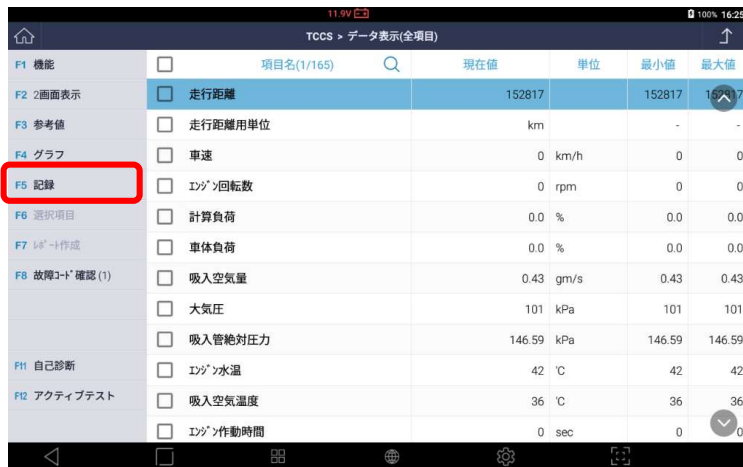 11.9V
100% 16:25
TCCS > データ表示(全項目)
F1 機能
F2 2画面表示
F3 参考値
F4 グラフ
F5 記録
F6 選択項目
F7 ﾚﾎﾟｰﾄ作成
F8 故障ｺｰﾄﾞ確認 (1)
F11 自己診断
F12 アクティブテスト
項目名(1/165) 現在値 単位 最小値 最大値
走行距離 152817 152817 152817
走行距離用単位 km - -
車速 0 km/h 0 0
ｴﾝｼﾞﾝ回転数 0 rpm 0 0
計算負荷 0.0 % 0.0 0.0
車体負荷 0.0 % 0.0 0.0
吸入空気量 0.43 gm/s 0.43 0.43
大気圧 101 kPa 101 101
吸入管絶対圧力 146.59 kPa 146.59 146.59
ｴﾝｼﾞﾝ水温 42 ℃ 42 42
吸入空気温度 36 ℃ 36 36
ｴﾝｼﾞﾝ作動時間 0 sec 0 0